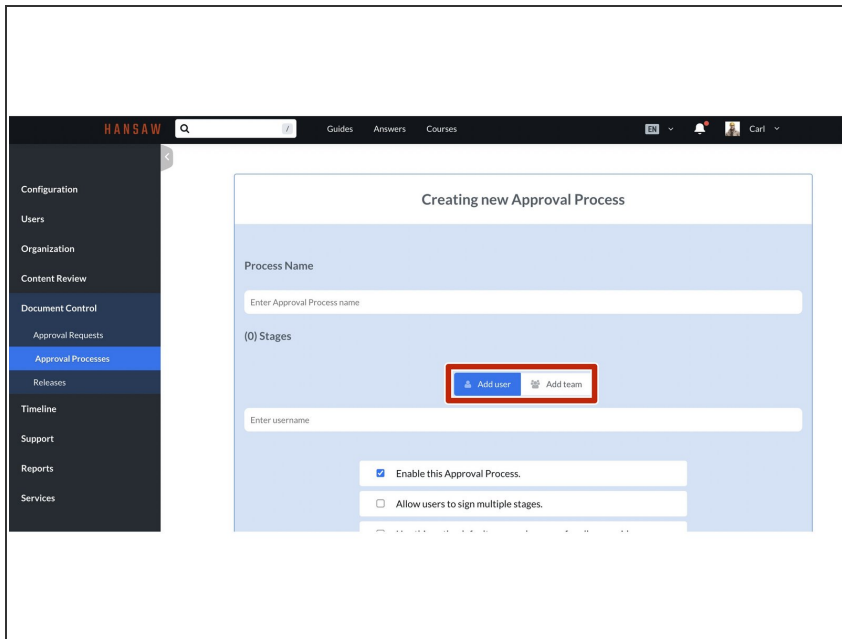 HANSAW / Guides Answers Courses EN Carl
Configuration
Users
Organization
Content Review
Document Control
Approval Requests
Approval Processes
Releases
Timeline
Support
Reports
Services
Creating new Approval Process
Process Name
Enter Approval Process name
(0) Stages
Add user Add team
Enter username
Enable this Approval Process.
Allow users to sign multiple stages.